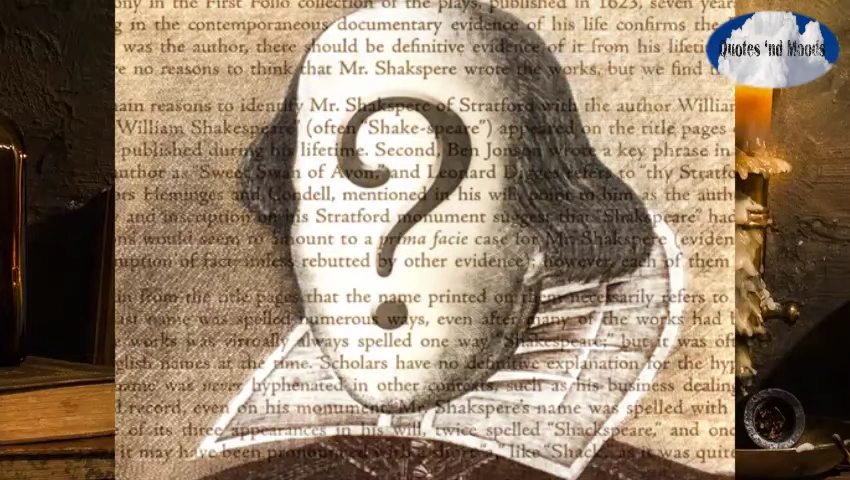 ony in the First Folio collection of the plays, published in 1623, seven year
g in the contemporaneous documentary evidence of his life confirms the
was the author, there should be definitive evidence of it from his lifeti
re no reasons to think that Mr. Shakspere wrote the works, but we find t
Quotes 'nd Moods
ain reasons to identify Mr. Shakspere of Stratford with the author Willian
William Shakespeare" (often "Shake-speare") appeared on the title pages
published during his lifetime. Second, Ben Jonson wrote a key phrase in
uthor as "Sweet Swan of Avon," and Leonard Digges refers to "thy Stratfo
ors Heminges and Condell, mentioned in his will, point to him as the auth
and inscription on his Stratford monument suggest that "Shakspeare" had
ns would seem to amount to a prima facie case for Mr. Shakspere (eviden
mption of fact unless rebutted by other evidence); however, each of them
in from the title pages that the name printed on them necessarily refers to
last name was spelled numerous ways, even after many of the works had b
e works was virtually always spelled one way, "Shakespeare," but it was oft
glish names at the time. Scholars have no definitive explanation for the hyp
name was never hyphenated in other contexts, such as his business dealing
d record, even on his monument. Mr. Shakspere's name was spelled with
of its three appearances in his will, twice spelled "Shackspeare," and one
it may have been pronounced with a short "a," like "Shack," as it was quite